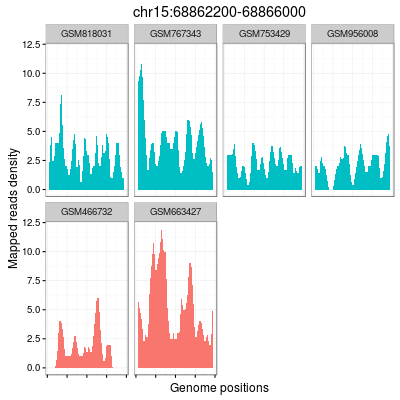 chr15:68862200-68866000
GSM818031 GSM767343 GSM753429 GSM956008
12.5
10.0
7.5
5.0
2.5
0.0
Mapped reads density
GSM466732 GSM663427
12.5
10.0
7.5
5.0
2.5
0.0
Genome positions